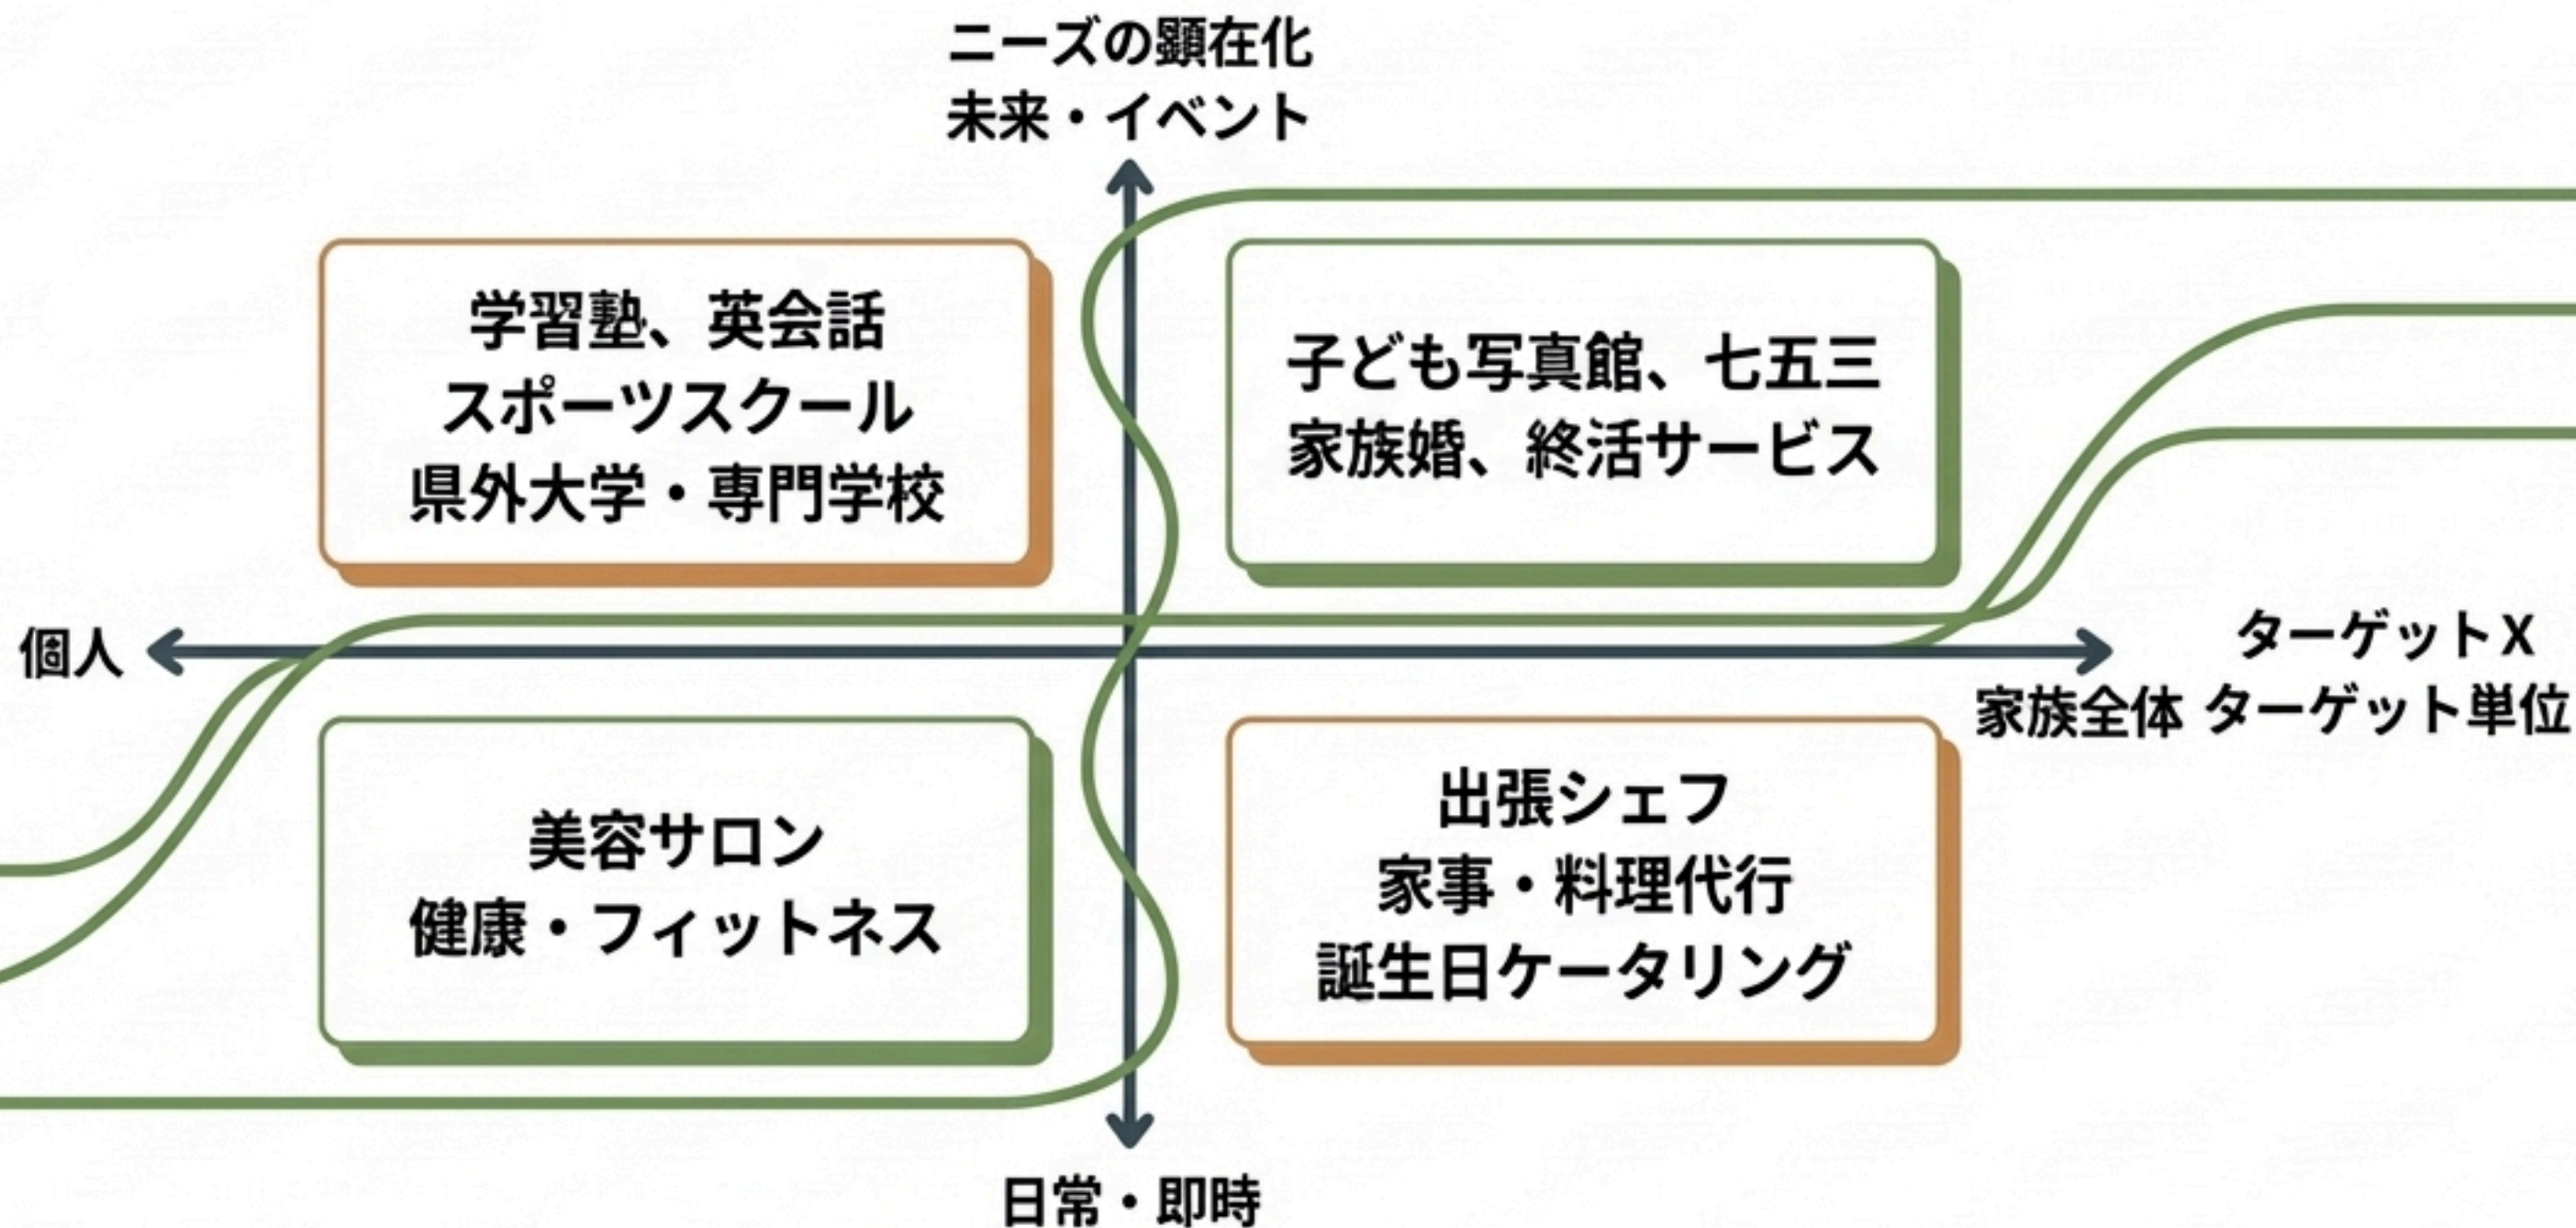 ニーズの顕在化
未来・イベント
学習塾、英会話
スポーツスクール
県外大学・専門学校
子ども写真館、七五三
家族婚、終活サービス
個人
ターゲットX
家族全体 ターゲット単位
美容サロン
健康・フィットネス
出張シェフ
家事・料理代行
誕生日ケータリング
日常・即時